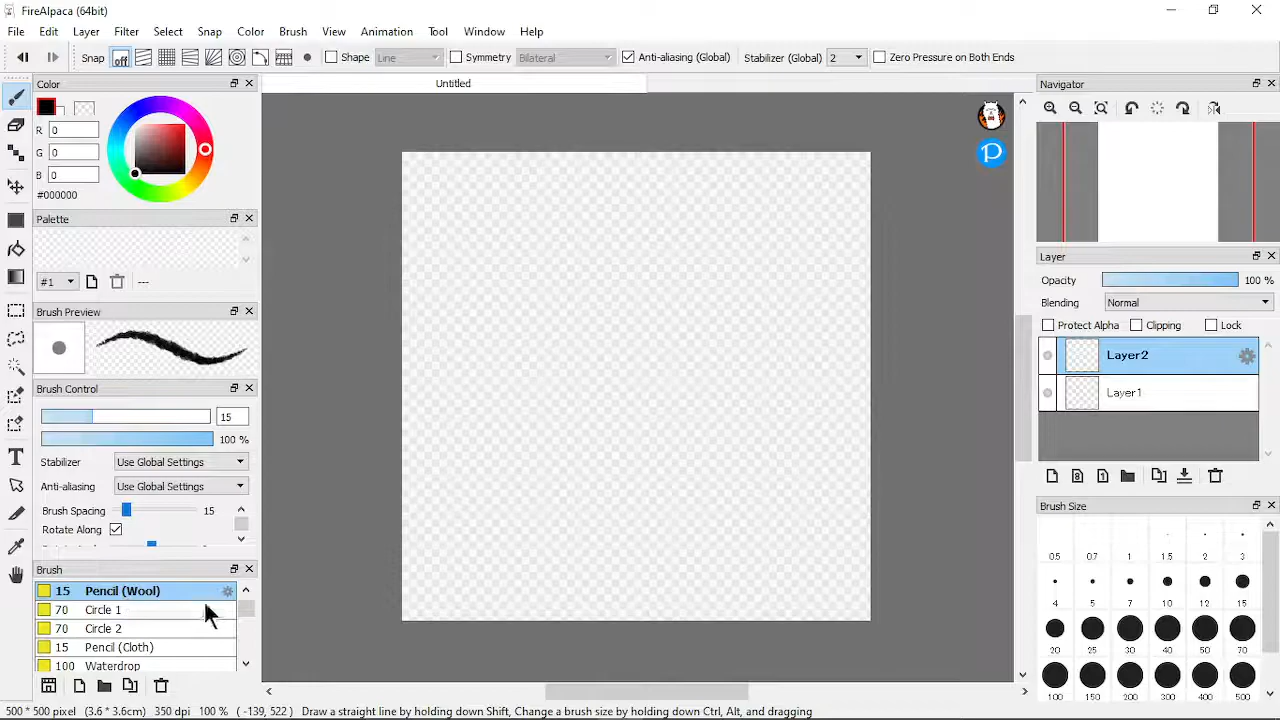 FireAlpaca (64bit)
File Edit Layer Filter Select Snap Color Brush View Animation Tool Window Help
Snap off Shape Line Symmetry Bilateral Anti-aliasing (Global) Stabilizer (Global) 2 Zero Pressure on Both Ends
Color
R 0
G 0
B 0
#000000
Palette
#1 ---
Brush Preview
Brush Control
15
100 %
Stabilizer Use Global Settings
Anti-aliasing Use Global Settings
Brush Spacing 15
Rotate Along
Brush
15 Pencil (Wool)
70 Circle 1
70 Circle 2
15 Pencil (Cloth)
100 Waterdrop
Untitled
P
Navigator
Layer
Opacity 100 %
Blending Normal
Protect Alpha Clipping Lock
Layer2
Layer1
8 1
Brush Size
0.5 0.7 1 1.5 2 3
4 5 7 10 12 15
20 25 30 40 50 70
100 150 200 300 400 500
500 * 500 pixel (3.6 * 3.6cm) 350 dpi 100 % ( -139, 522 ) Draw a straight line by holding down Shift, Change a brush size by holding down Ctrl, Alt, and dragging